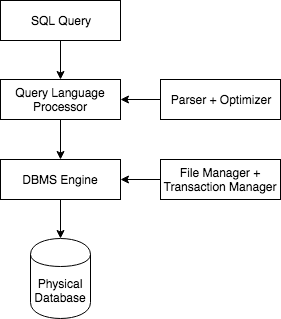 SQL Query
Query Language
Processor
Parser + Optimizer
DBMS Engine
File Manager +
Transaction Manager
Physical
Database